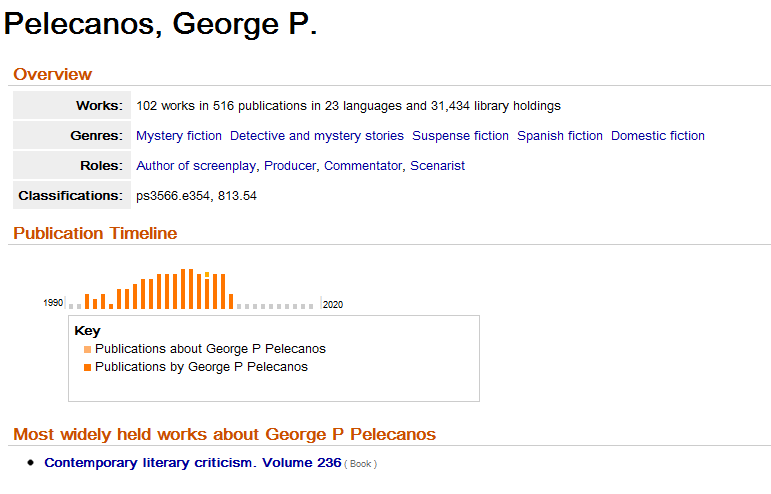 Pelecanos, George P.
Overview
Works: 102 works in 516 publications in 23 languages and 31,434 library holdings
Genres: Mystery fiction Detective and mystery stories Suspense fiction Spanish fiction Domestic fiction
Roles: Author of screenplay, Producer, Commentator, Scenarist
Classifications: ps3566.e354, 813.54
Publication Timeline
1990 2020
Key
Publications about George P Pelecanos
Publications by George P Pelecanos
Most widely held works about George P Pelecanos
• Contemporary literary criticism. Volume 236 ( Book )